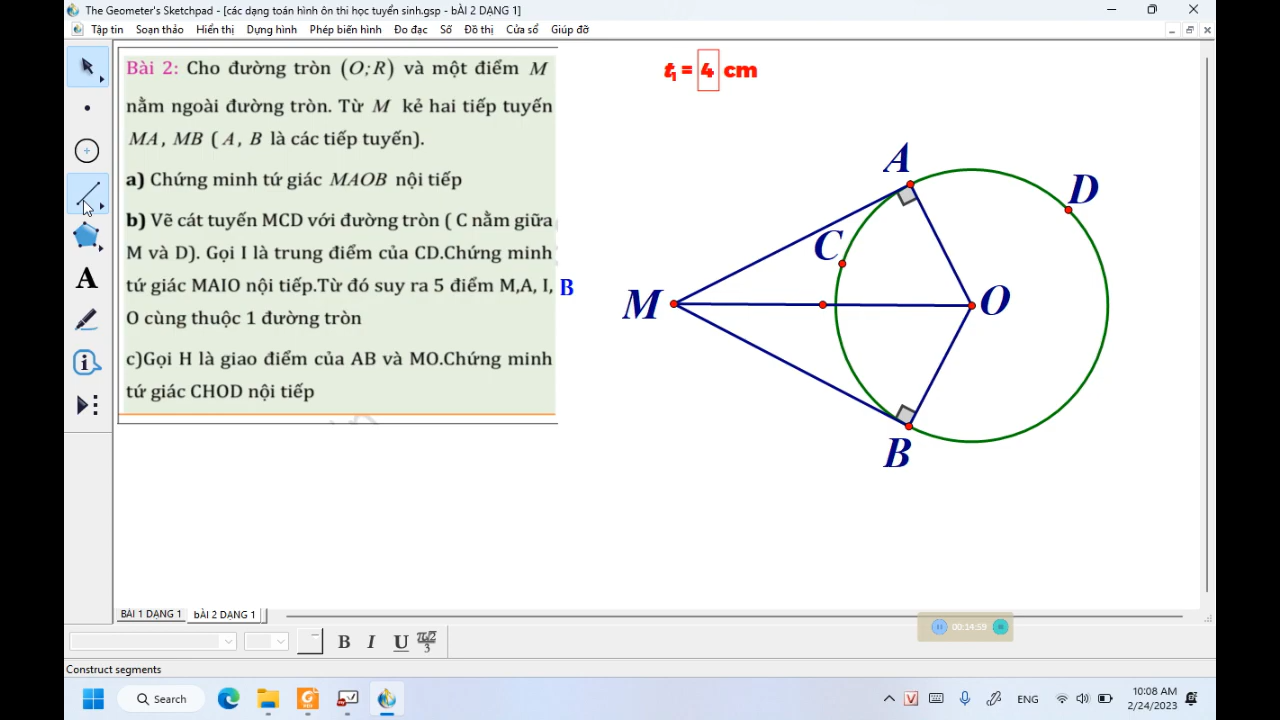 The Geometer's Sketchpad - [các dạng toán hình ôn thi học tuyển sinh.gsp - bÀI 2 DẠNG 1]
Tập tin Soạn thảo Hiển thị Dựng hình Phép biến hình Đo đạc Số Đồ thị Cửa sổ Giúp đỡ
Bài 2: Cho đường tròn (O;R) và một điểm M
nằm ngoài đường tròn. Từ M kẻ hai tiếp tuyến
MA, MB ( A, B là các tiếp tuyến).
a) Chứng minh tứ giác MAOB nội tiếp
b) Vẽ cát tuyến MCD với đường tròn ( C nằm giữa
M và D). Gọi I là trung điểm của CD.Chứng minh
tứ giác MAIO nội tiếp.Từ đó suy ra 5 điểm M,A, I, B
O cùng thuộc 1 đường tròn
c)Gọi H là giao điểm của AB và MO.Chứng minh
tứ giác CHOD nội tiếp
t1 = 4 cm
A
D
C
M
O
B
A
BÀI 1 DẠNG 1 bÀI 2 DẠNG 1
00:14:59
B I U
Construct segments
Search
ENG
10:08 AM
2/24/2023